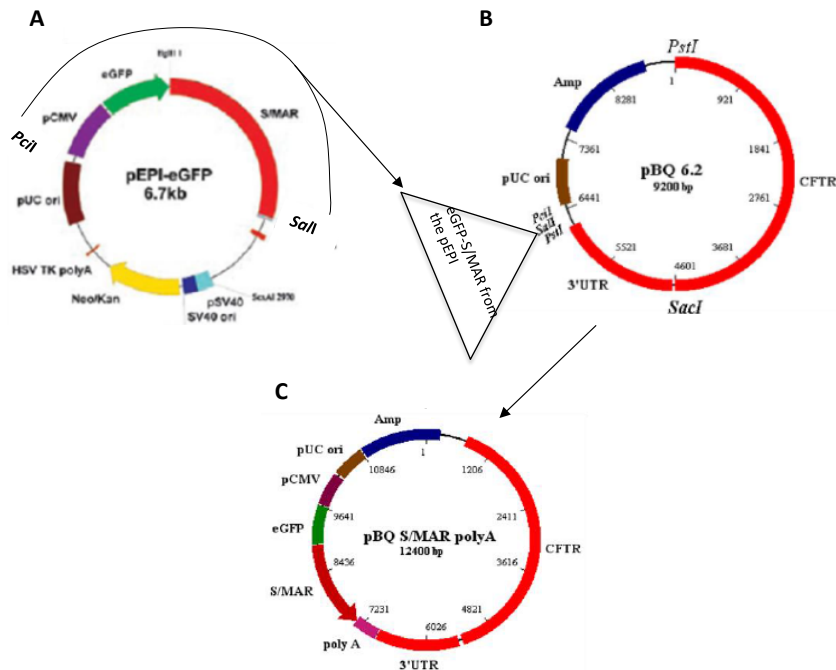 A
BglII I
eGFP
pCMV
S/MAR
PciI
pEPI-eGFP
6.7kb
pUC ori
SalI
HSV TK polyA
Neo/Kan
pSV40
SV40 ori
eGFP-S/MAR from
the pEPI
B
PstI
1
Amp
8281
921
7361
1841
pBQ 6.2
9200 bp
CFTR
pUC ori
6441
2761
PciI
SalI
PstI
5521
3681
4601
3'UTR
SacI
C
Amp
pUC ori
1
10846
1206
pCMV
9641
2411
eGFP
pBQ S/MAR polyA
12400 bp
CFTR
8436
3616
S/MAR
7231
4821
6026
poly A
3'UTR